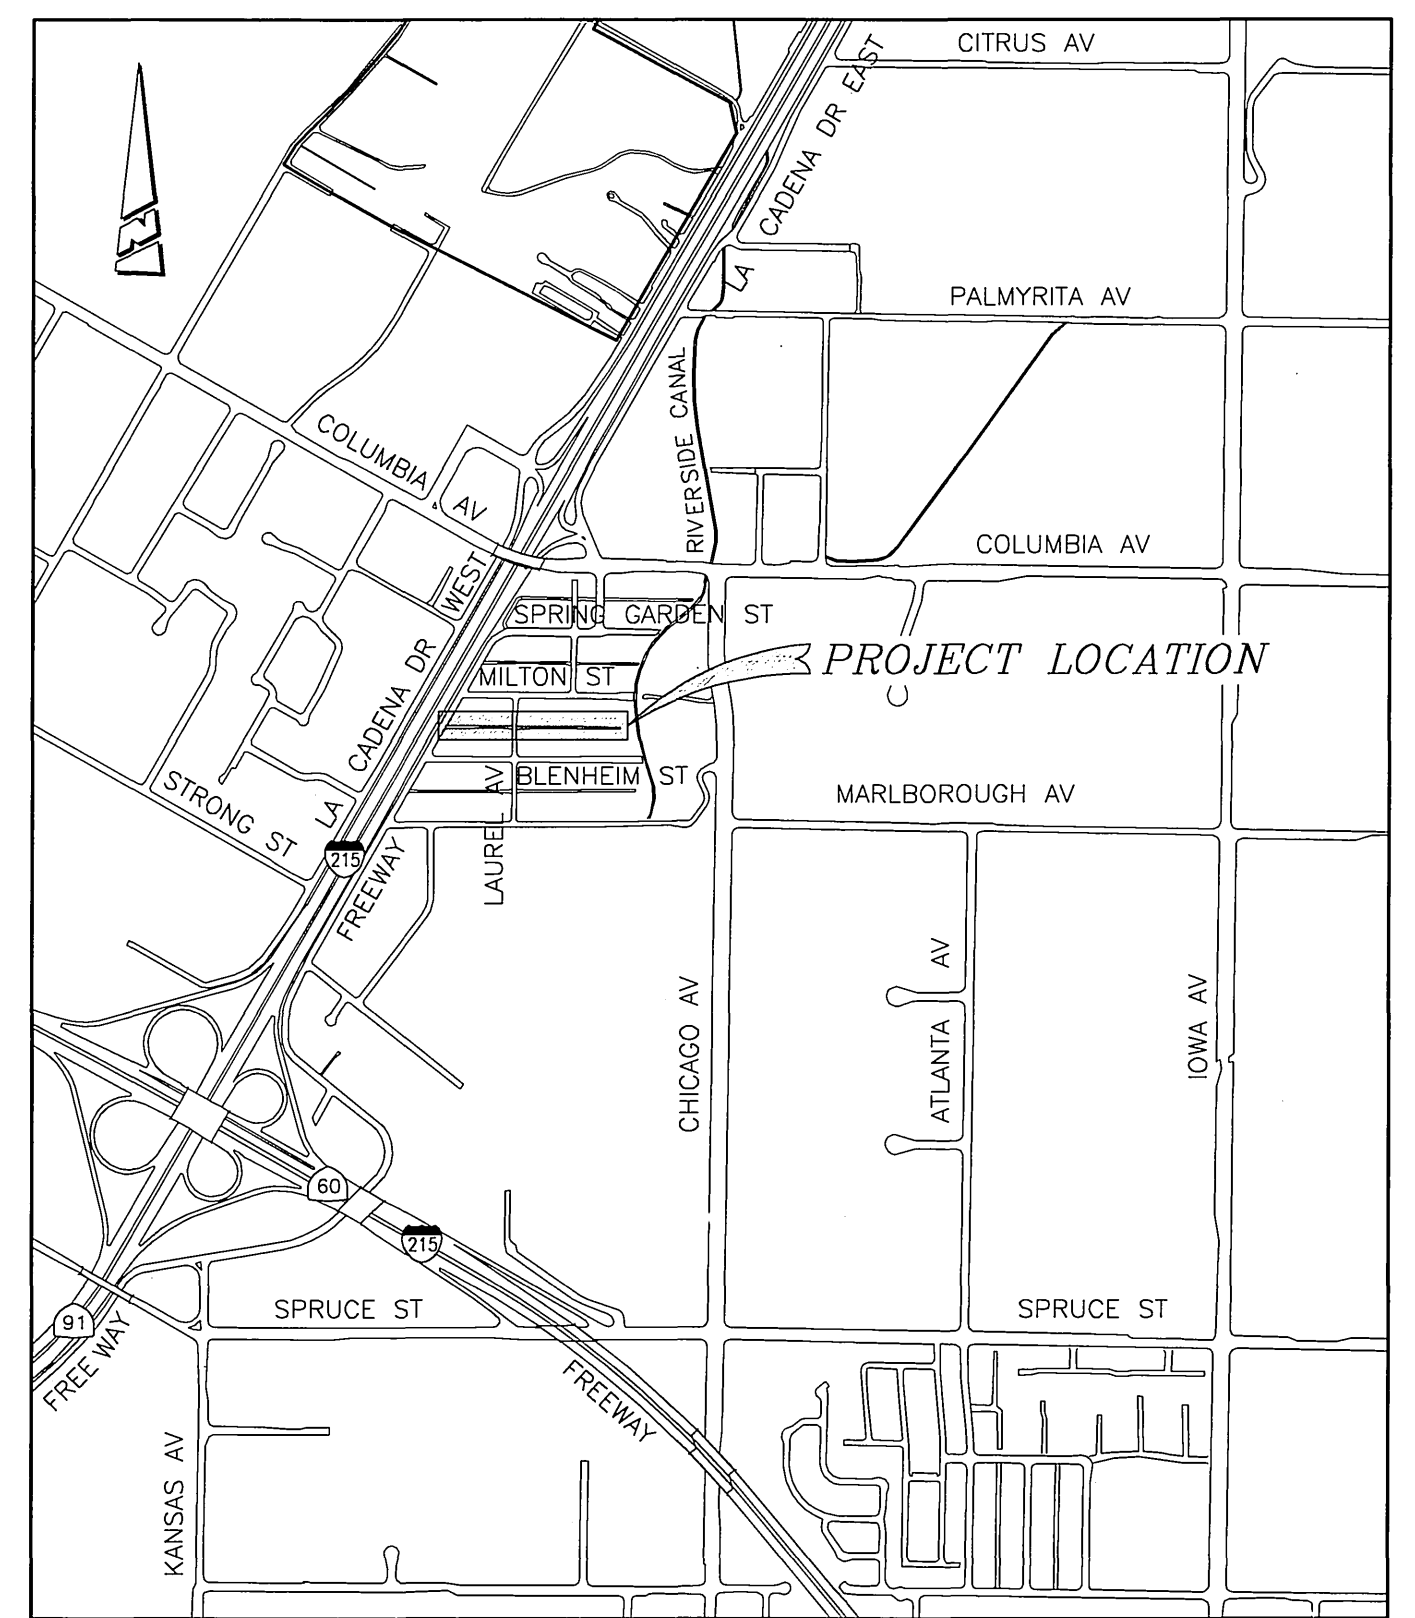 CITRUS AV
CADENA DR EAST
LA
N
PALMYRITA AV
RIVERSIDE CANAL
COLUMBIA AV
COLUMBIA AV
WEST
SPRING GARDEN ST
PROJECT LOCATION
MILTON ST
CADENA DR
LA
BLENHEIM ST
LAUREL AV
MARLBOROUGH AV
STRONG ST
215
FREEWAY
CHICAGO AV
ATLANTA AV
IOWA AV
60
215
SPRUCE ST
SPRUCE ST
91
FREEWAY
FREEWAY
KANSAS AV